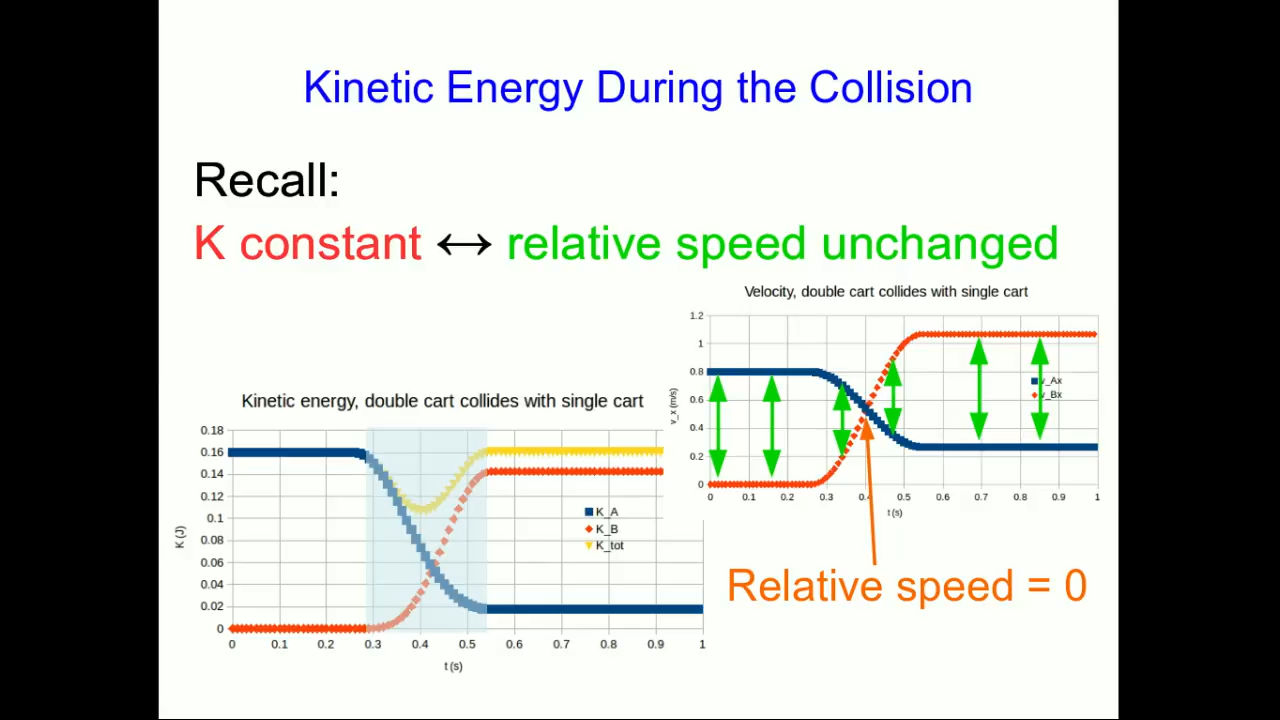 Kinetic Energy During the Collision
Recall:
K constant ↔ relative speed unchanged
Velocity, double cart collides with single cart
1.2
1
0.8
0.6
0.4
0.2
0
v_x (m/s)
v_Ax
v_Bx
0 0.1 0.2 0.3 0.4 0.5 0.6 0.7 0.8 0.9 1
t (s)
Kinetic energy, double cart collides with single cart
0.18
0.16
0.14
0.12
0.1
0.08
0.06
0.04
0.02
0
K (J)
K_A
K_B
K_tot
0 0.1 0.2 0.3 0.4 0.5 0.6 0.7 0.8 0.9 1
t (s)
Relative speed = 0